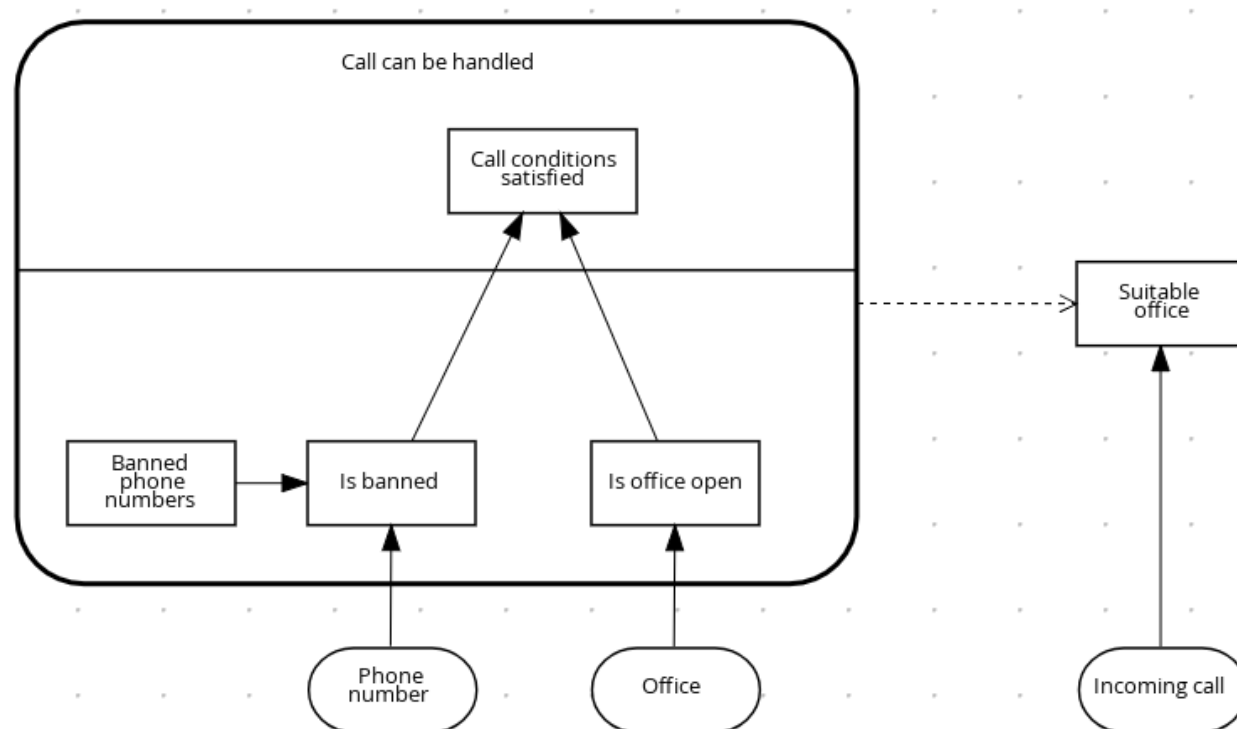 Call can be handled
Call conditions
satisfied
Suitable
office
Banned
phone
numbers
Is banned
Is office open
Phone
number
Office
Incoming call